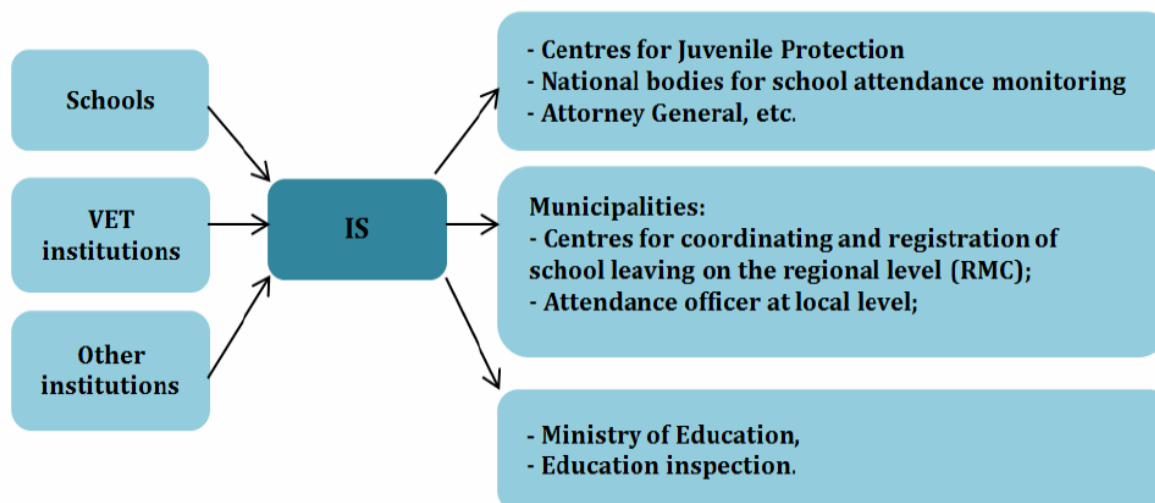 Schools
VET
institutions
Other
institutions
IS
- Centres for Juvenile Protection
- National bodies for school attendance monitoring
- Attorney General, etc.
Municipalities:
- Centres for coordinating and registration of
school leaving on the regional level (RMC);
- Attendance officer at local level;
- Ministry of Education,
- Education inspection.